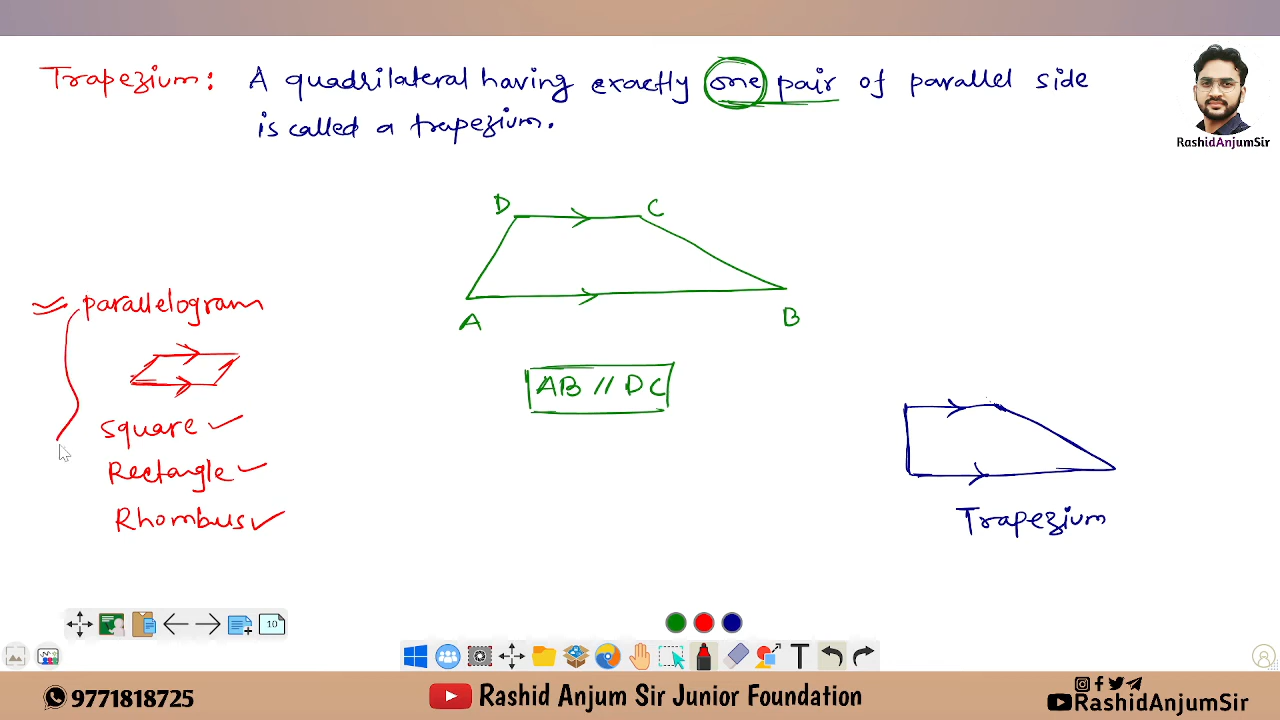 Trapezium: A quadrilateral having exactly one pair of parallel side
is called a trapezium.
RashidAnjumSir
D C
A B
AB // DC
parallelogram
square
Rectangle
Rhombus
Trapezium
10
T
9771818725
Rashid Anjum Sir Junior Foundation
RashidAnjumSir